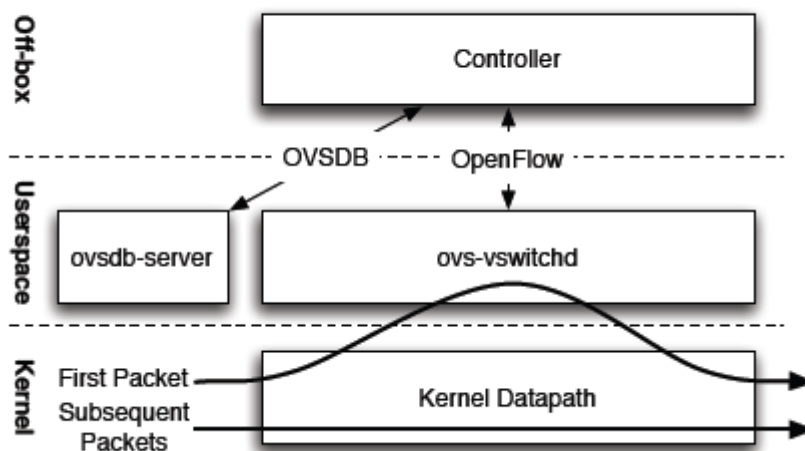 Off-box
Controller
OVSDB
OpenFlow
Userspace
ovsdb-server
ovs-vswitchd
Kernel
First Packet
Kernel Datapath
Subsequent
Packets